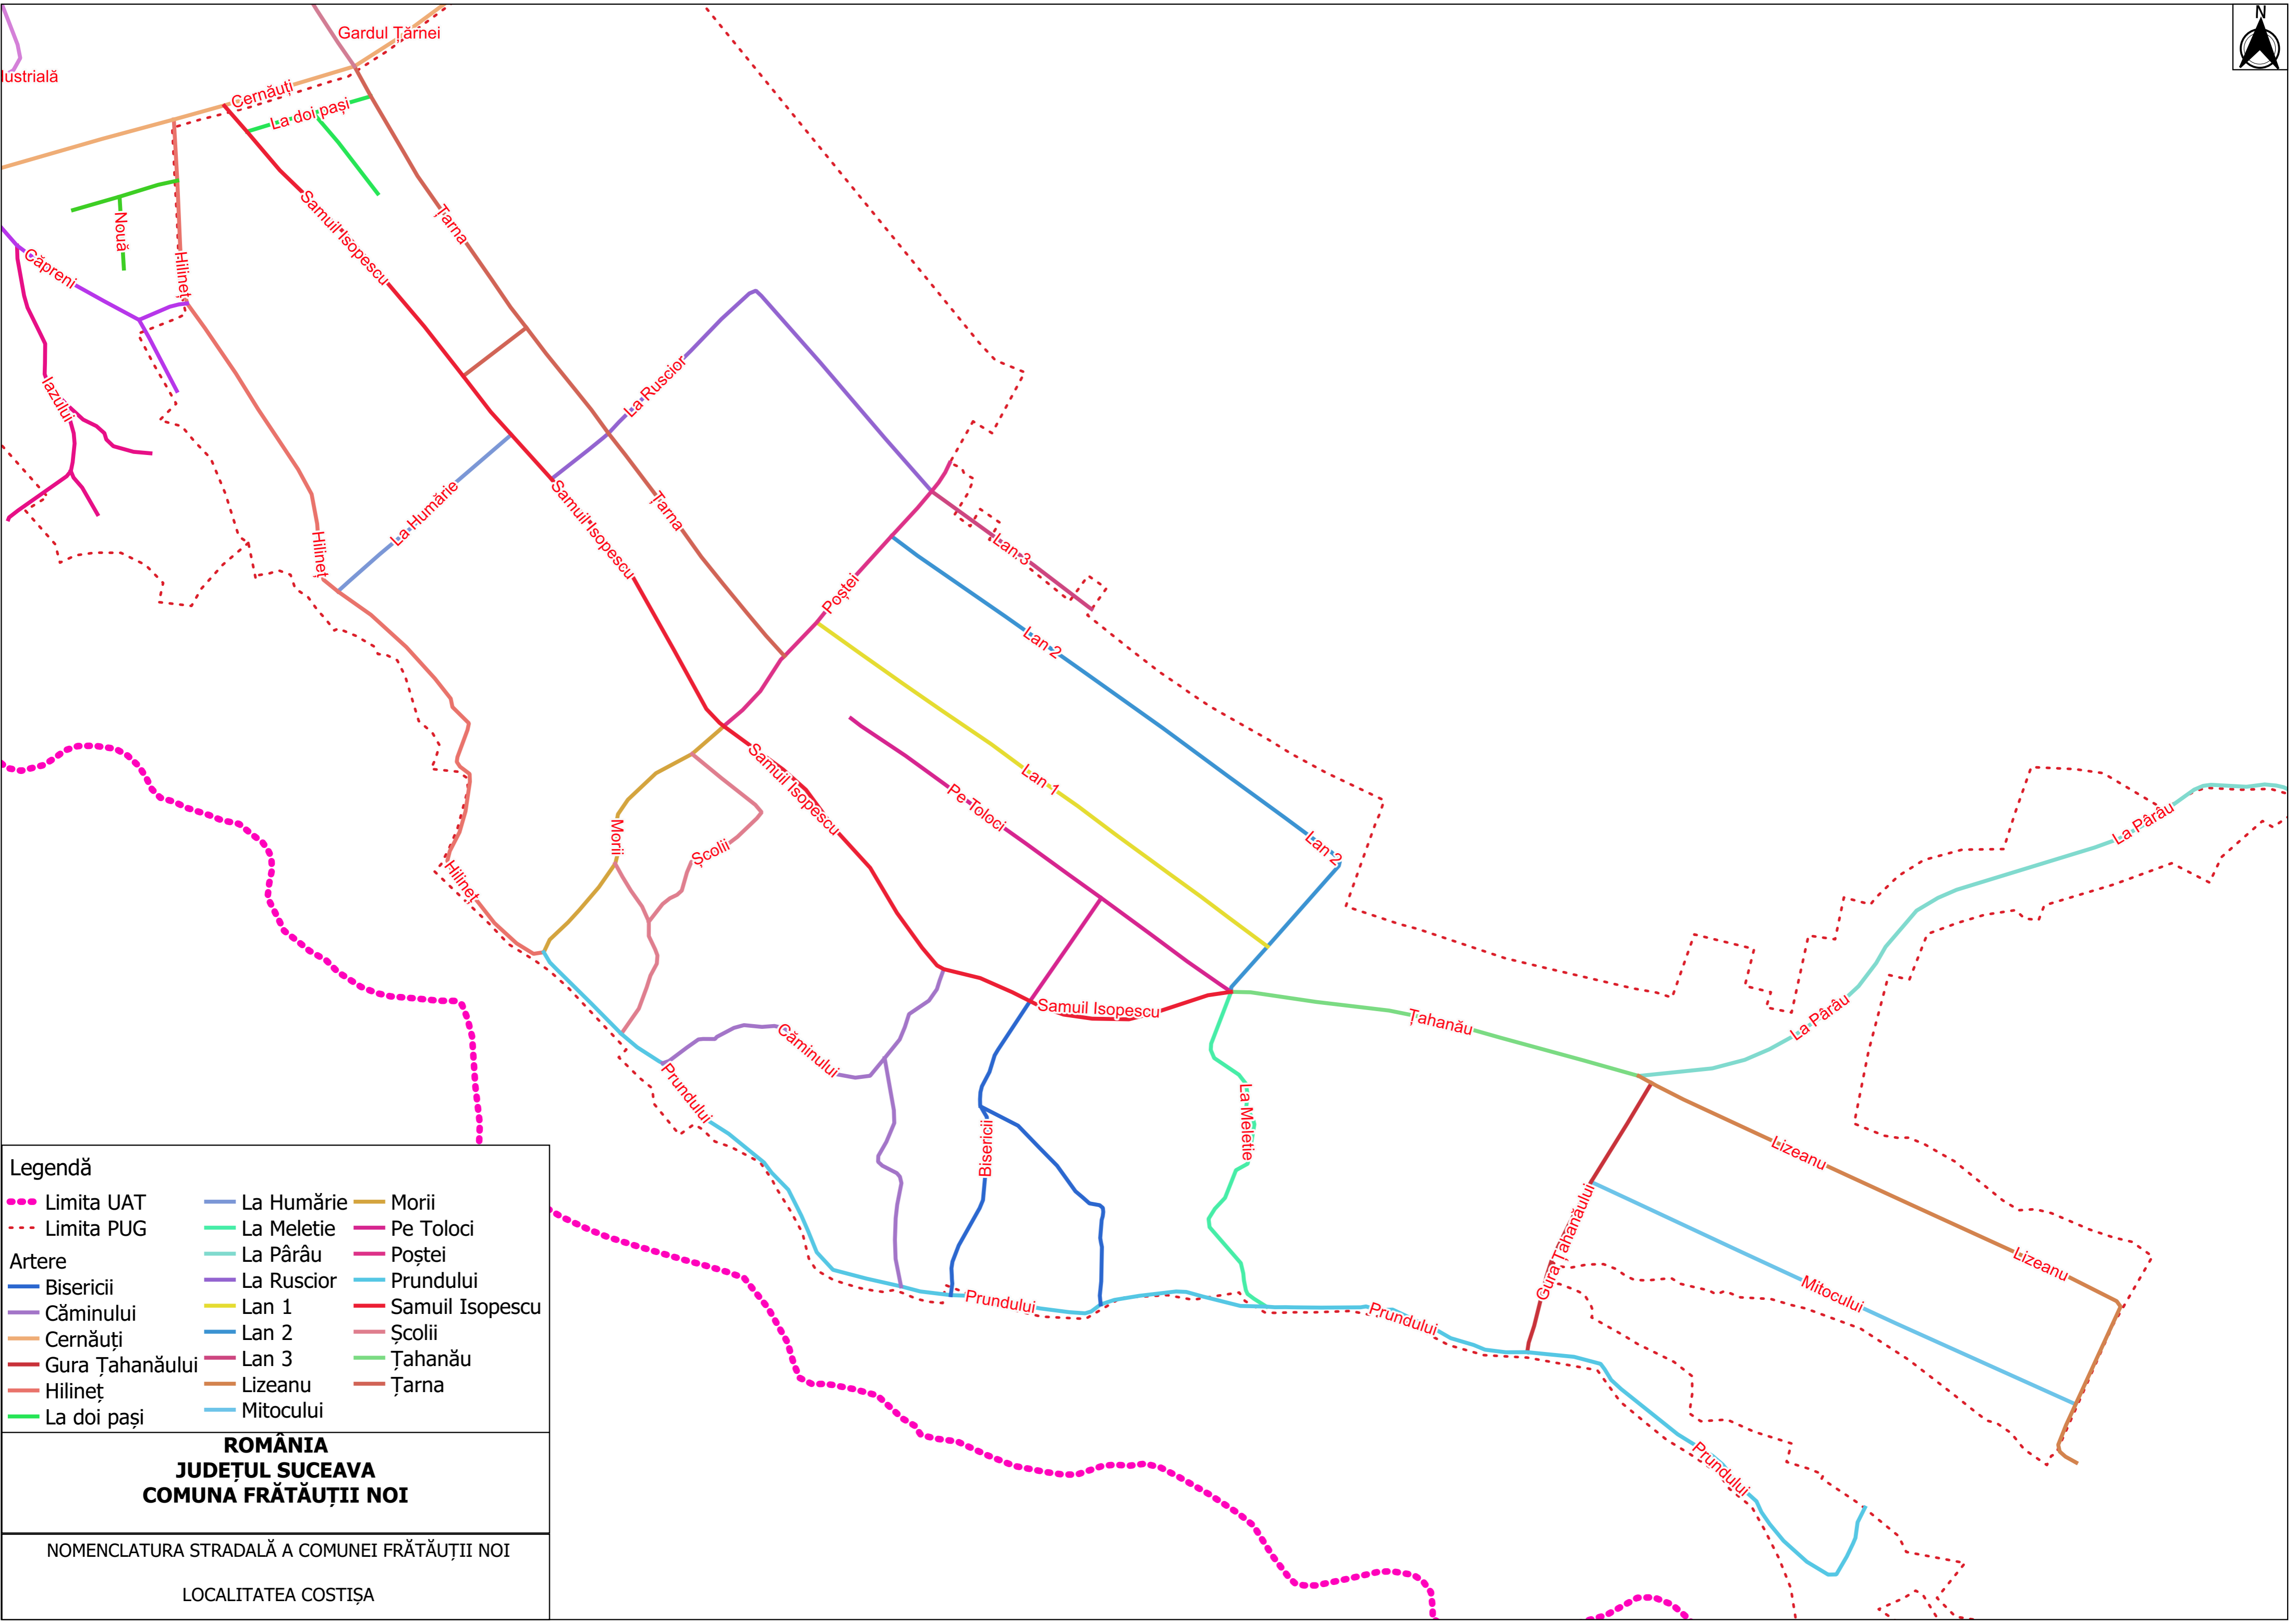 N
Gardul Țărnei
lustrială
Cernăuți
La doi pași
Nouă
Hilineț
Căpreni
Samuil Isopescu
Țarna
Iazului
La Ruscior
La Humărie
Samuil Isopescu
Țarna
Hilineț
Lan 3
Poștei
Lan 2
Samuil Isopescu
Lan 1
Pe Toloci
Morii
Școlii
Lan 2
La Pârâu
Hilineț
Samuil Isopescu
Țahanău
La Pârâu
Căminului
Prundului
La Meletie
Bisericii
Lizeanu
Gura Țahanăului
Lizeanu
Mitocului
Prundului
Prundului
Prundului
Legendă
Limita UAT
Limita PUG
Artere
Bisericii
Căminului
Cernăuți
Gura Țahanăului
Hilineț
La doi pași
La Humărie
La Meletie
La Pârâu
La Ruscior
Lan 1
Lan 2
Lan 3
Lizeanu
Mitocului
Morii
Pe Toloci
Poștei
Prundului
Samuil Isopescu
Școlii
Țahanău
Țarna
ROMÂNIA
JUDEȚUL SUCEAVA
COMUNA FRĂTĂUȚII NOI
NOMENCLATURA STRADALĂ A COMUNEI FRĂTĂUȚII NOI
LOCALITATEA COSTIȘA